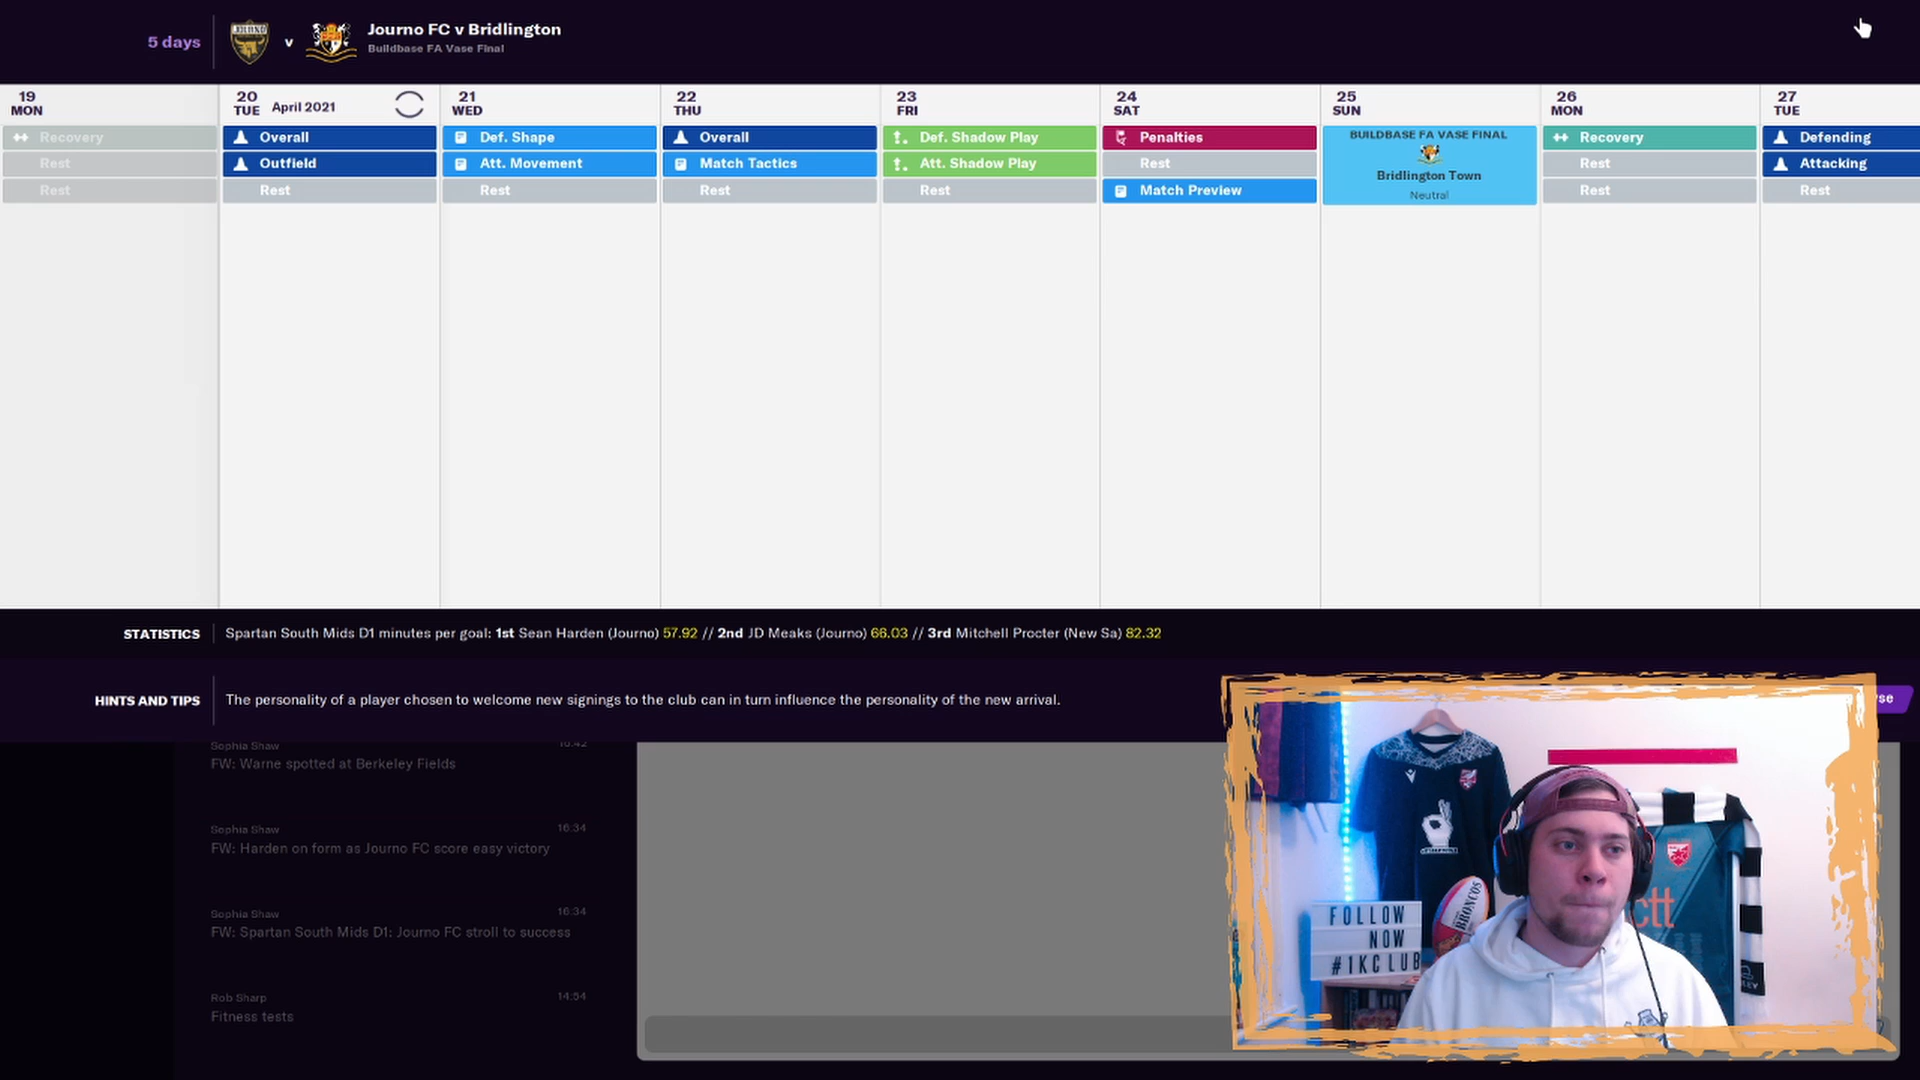 5 days
v
Journo FC v Bridlington
Buildbase FA Vase Final
19
MON
20
TUE April 2021
21
WED
22
THU
23
FRI
24
SAT
25
SUN
26
MON
27
TUE
Recovery
Rest
Rest
Overall
Outfield
Rest
Def. Shape
Att. Movement
Rest
Overall
Match Tactics
Rest
Def. Shadow Play
Att. Shadow Play
Rest
Penalties
Rest
Match Preview
BUILDBASE FA VASE FINAL
Bridlington Town
Neutral
Recovery
Rest
Rest
Defending
Attacking
Rest
STATISTICS
Spartan South Mids D1 minutes per goal: 1st Sean Harden (Journo) 57.92 // 2nd JD Meaks (Journo) 66.03 // 3rd Mitchell Procter (New Sa) 82.32
HINTS AND TIPS
The personality of a player chosen to welcome new signings to the club can in turn influence the personality of the new arrival.
Sophia Shaw 16:42
FW: Warne spotted at Berkeley Fields
Sophia Shaw 16:34
FW: Harden on form as Journo FC score easy victory
Sophia Shaw 16:34
FW: Spartan South Mids D1: Journo FC stroll to success
Rob Sharp 14:54
Fitness tests
BRONCOS
FOLLOW
NOW
#1KCLUB